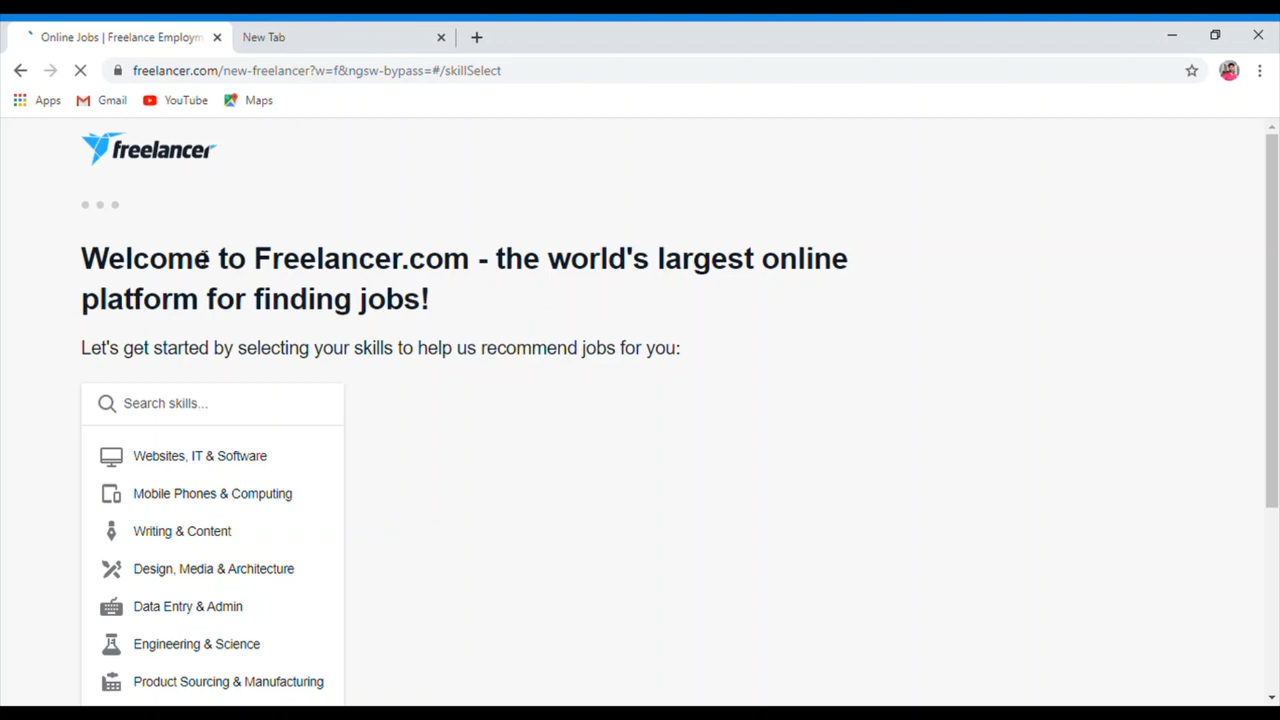 Online Jobs | Freelance Employm
New Tab
freelancer.com/new-freelancer?w=f&ngsw-bypass=#/skillSelect
Apps
Gmail
YouTube
Maps
freelancer
Welcome to Freelancer.com - the world's largest online
platform for finding jobs!
Let's get started by selecting your skills to help us recommend jobs for you:
Search skills...
Websites, IT & Software
Mobile Phones & Computing
Writing & Content
Design, Media & Architecture
Data Entry & Admin
Engineering & Science
Product Sourcing & Manufacturing